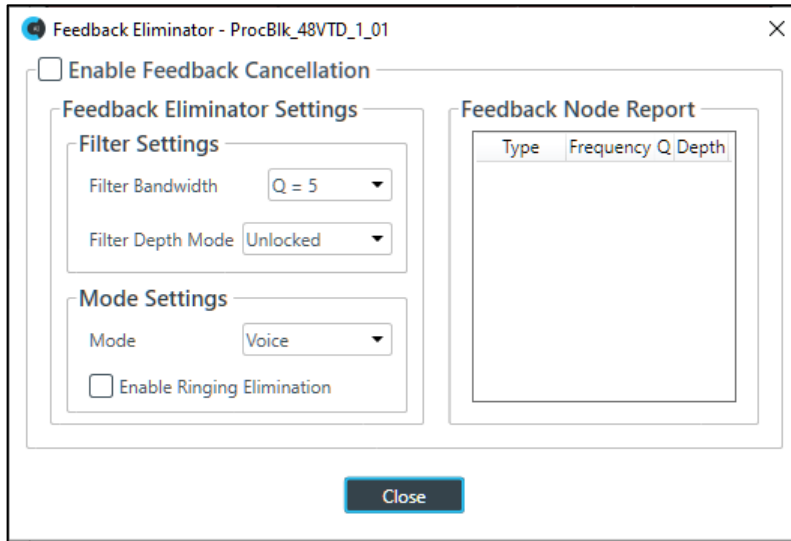 Feedback Eliminator - ProcBlk_48VTD_1_01
Enable Feedback Cancellation
Feedback Eliminator Settings
Filter Settings
Filter Bandwidth Q = 5
Filter Depth Mode Unlocked
Mode Settings
Mode Voice
Enable Ringing Elimination
Feedback Node Report
Type Frequency Q Depth
Close